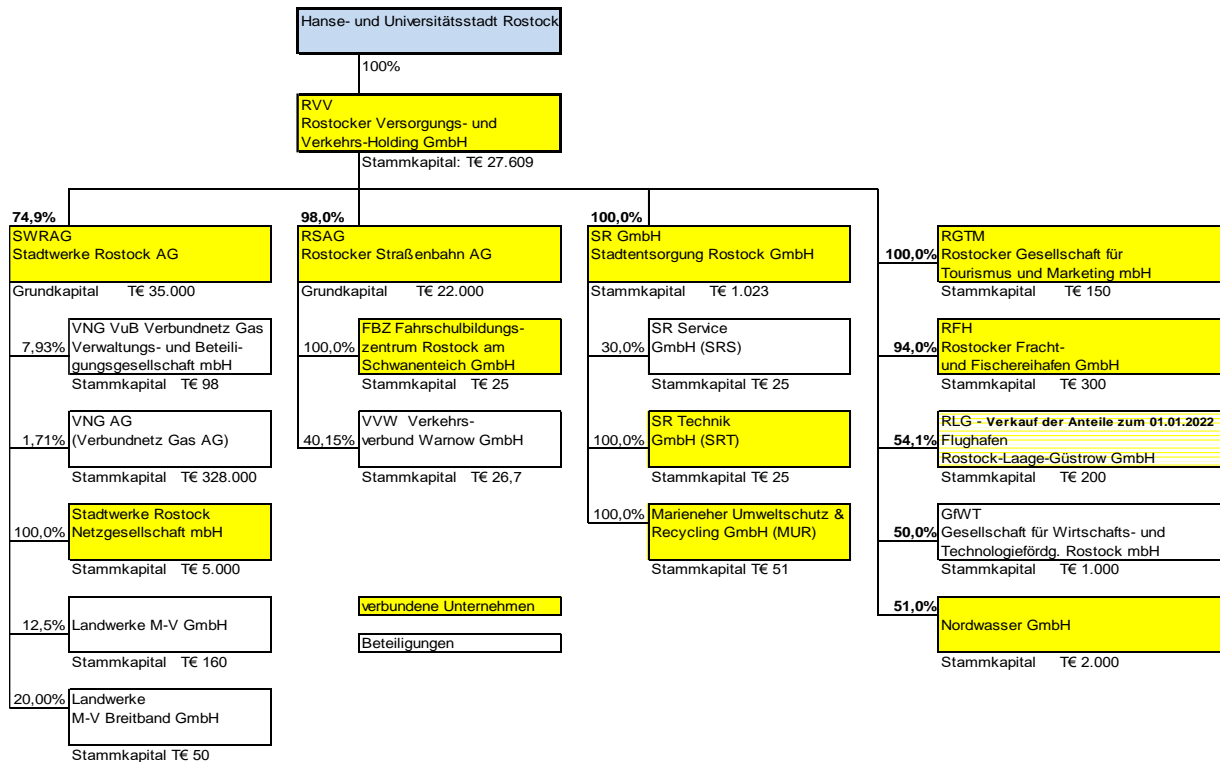 Hanse- und Universitätsstadt Rostock
100%
RVV
Rostocker Versorgungs- und
Verkehrs-Holding GmbH
Stammkapital: T€ 27.609
74,9%
SWRAG
Stadtwerke Rostock AG
Grundkapital T€ 35.000
7,93%
VNG VuB Verbundnetz Gas
Verwaltungs- und Beteili-
gungsgesellschaft mbH
Stammkapital T€ 98
1,71%
VNG AG
(Verbundnetz Gas AG)
Stammkapital T€ 328.000
100,0%
Stadtwerke Rostock
Netzgesellschaft mbH
Stammkapital T€ 5.000
12,5%
Landwerke M-V GmbH
Stammkapital T€ 160
20,00%
Landwerke
M-V Breitband GmbH
Stammkapital T€ 50
98,0%
RSAG
Rostocker Straßenbahn AG
Grundkapital T€ 22.000
100,0%
FBZ Fahrschulbildungs-
zentrum Rostock am
Schwanenteich GmbH
Stammkapital T€ 25
40,15%
VVW Verkehrs-
verbund Warnow GmbH
Stammkapital T€ 26,7
verbundene Unternehmen
Beteiligungen
100,0%
SR GmbH
Stadtentsorgung Rostock GmbH
Stammkapital T€ 1.023
30,0%
SR Service
GmbH (SRS)
Stammkapital T€ 25
100,0%
SR Technik
GmbH (SRT)
Stammkapital T€ 25
100,0%
Marieneher Umweltschutz &
Recycling GmbH (MUR)
Stammkapital T€ 51
100,0%
RGTM
Rostocker Gesellschaft für
Tourismus und Marketing mbH
Stammkapital T€ 150
94,0%
RFH
Rostocker Fracht-
und Fischereihafen GmbH
Stammkapital T€ 300
54,1%
RLG - Verkauf der Anteile zum 01.01.2022
Flughafen
Rostock-Laage-Güstrow GmbH
Stammkapital T€ 200
50,0%
GfWT
Gesellschaft für Wirtschafts- und
Technologiefördg. Rostock mbH
Stammkapital T€ 1.000
51,0%
Nordwasser GmbH
Stammkapital T€ 2.000